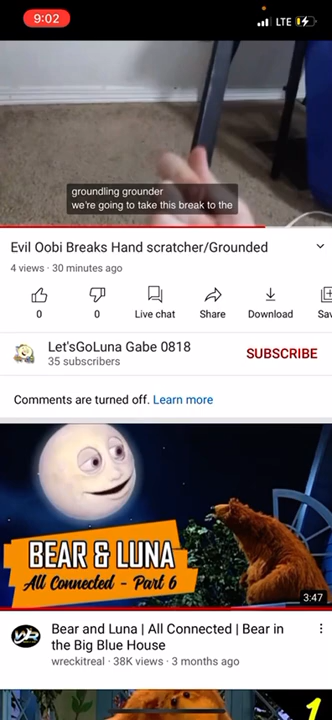 9:02
LTE
groundling grounder
we're going to take this break to the
Evil Oobi Breaks Hand scratcher/Grounded
4 views · 30 minutes ago
0
0
Live chat
Share
Download
Sav
Let'sGoLuna Gabe 0818
35 subscribers
SUBSCRIBE
Comments are turned off. Learn more
BEAR & LUNA
All Connected - Part 6
3:47
Bear and Luna | All Connected | Bear in
the Big Blue House
wreckitreal · 38K views · 3 months ago